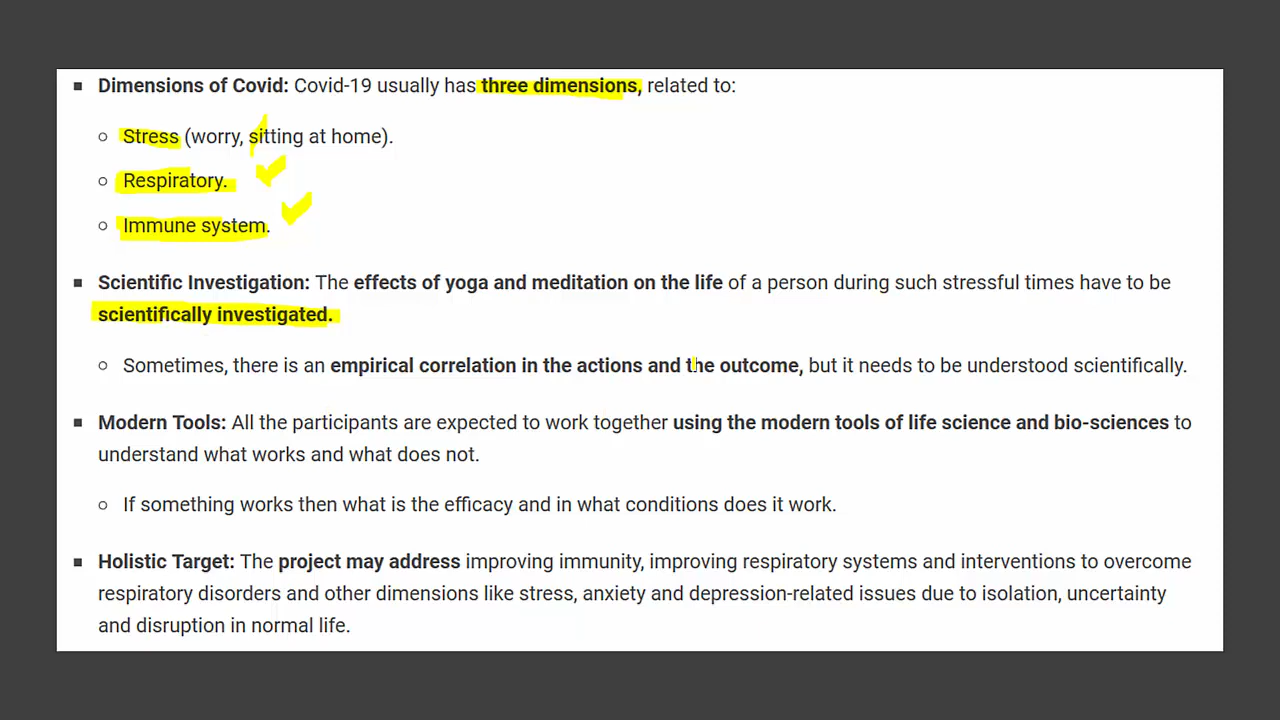 Dimensions of Covid: Covid-19 usually has three dimensions, related to:
Stress (worry, sitting at home).
Respiratory.
Immune system.
Scientific Investigation: The effects of yoga and meditation on the life of a person during such stressful times have to be
scientifically investigated.
Sometimes, there is an empirical correlation in the actions and the outcome, but it needs to be understood scientifically.
Modern Tools: All the participants are expected to work together using the modern tools of life science and bio-sciences to
understand what works and what does not.
If something works then what is the efficacy and in what conditions does it work.
Holistic Target: The project may address improving immunity, improving respiratory systems and interventions to overcome
respiratory disorders and other dimensions like stress, anxiety and depression-related issues due to isolation, uncertainty
and disruption in normal life.